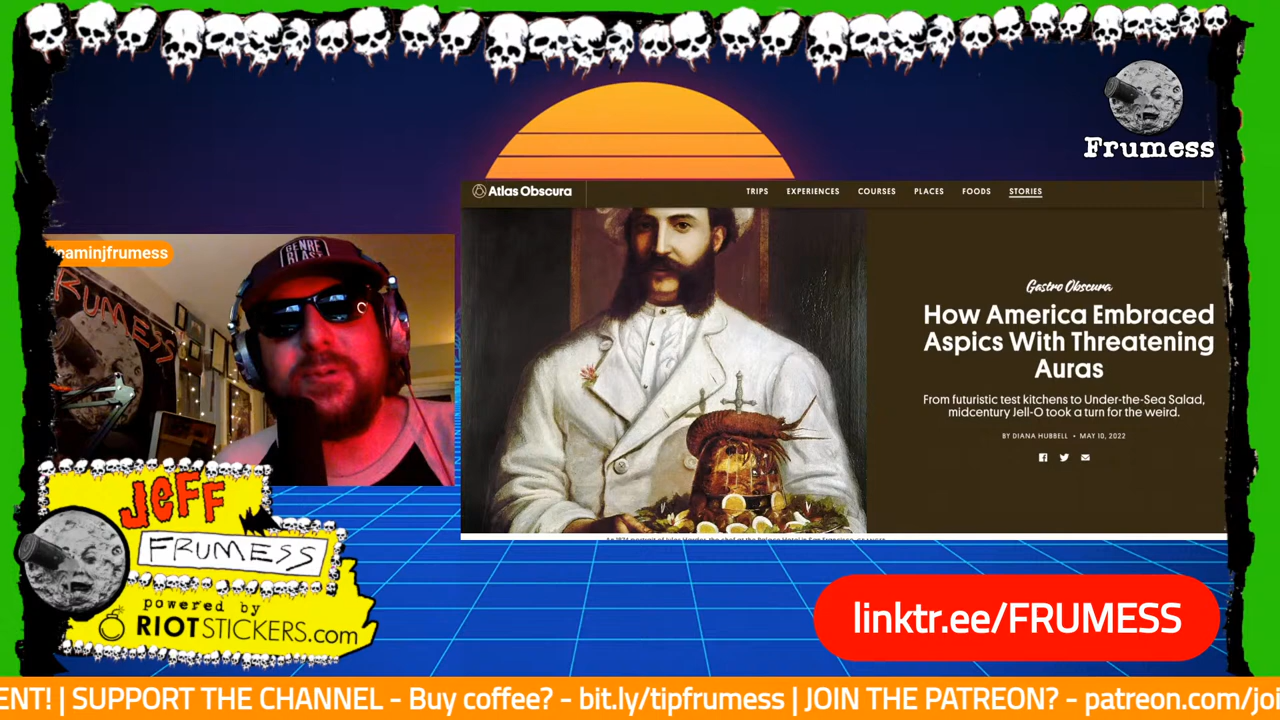 Frumess
Atlas Obscura
TRIPS EXPERIENCES COURSES PLACES FOODS STORIES
FRUMESS
GENRE
BLAST
Gastro Obscura
How America Embraced
Aspics With Threatening
Auras
From futuristic test kitchens to Under-the-Sea Salad,
midcentury Jell-O took a turn for the weird.
BY DIANA HUBBELL • MAY 10, 2022
JEFF
FRUMESS
powered by
RIOTSTICKERS.com
linktr.ee/FRUMESS
ENT! | SUPPORT THE CHANNEL - Buy coffee? - bit.ly/tipfrumess | JOIN THE PATREON? - patreon.com/joi